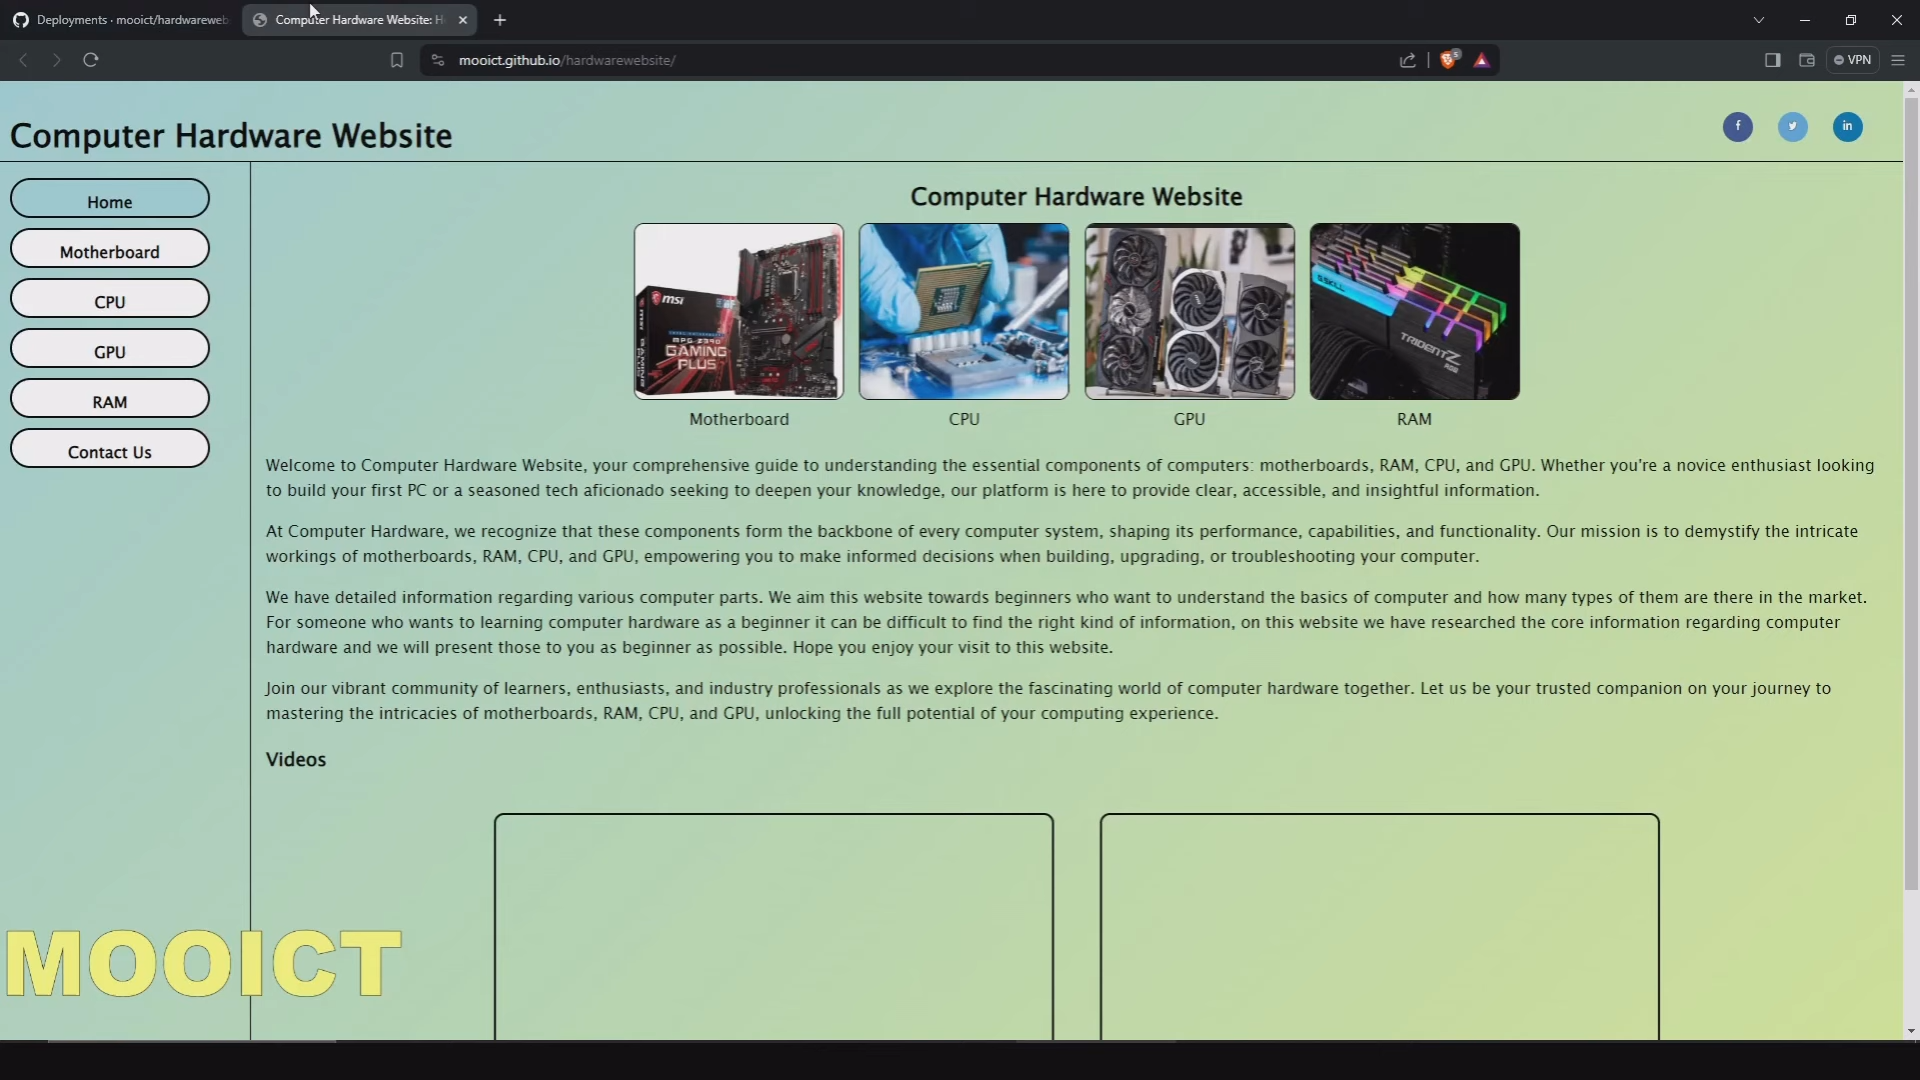 Deployments · mooict/hardwareweb
Computer Hardware Website: H
mooict.github.io/hardwarewebsite/
5
VPN
Computer Hardware Website
f
in
Home
Motherboard
CPU
GPU
RAM
Contact Us
Computer Hardware Website
msi
MPG Z390
GAMING
PLUS
G.SKILL
TRIDENT Z
RGB
Motherboard
CPU
GPU
RAM
Welcome to Computer Hardware Website, your comprehensive guide to understanding the essential components of computers: motherboards, RAM, CPU, and GPU. Whether you're a novice enthusiast looking
to build your first PC or a seasoned tech aficionado seeking to deepen your knowledge, our platform is here to provide clear, accessible, and insightful information.
At Computer Hardware, we recognize that these components form the backbone of every computer system, shaping its performance, capabilities, and functionality. Our mission is to demystify the intricate
workings of motherboards, RAM, CPU, and GPU, empowering you to make informed decisions when building, upgrading, or troubleshooting your computer.
We have detailed information regarding various computer parts. We aim this website towards beginners who want to understand the basics of computer and how many types of them are there in the market.
For someone who wants to learning computer hardware as a beginner it can be difficult to find the right kind of information, on this website we have researched the core information regarding computer
hardware and we will present those to you as beginner as possible. Hope you enjoy your visit to this website.
Join our vibrant community of learners, enthusiasts, and industry professionals as we explore the fascinating world of computer hardware together. Let us be your trusted companion on your journey to
mastering the intricacies of motherboards, RAM, CPU, and GPU, unlocking the full potential of your computing experience.
Videos
MOOICT